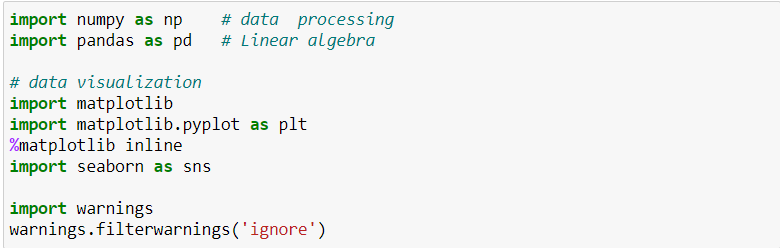 import numpy as np    # data  processing
import pandas as pd   # Linear algebra
# data visualization
import matplotlib
import matplotlib.pyplot as plt
%matplotlib inline
import seaborn as sns
import warnings
warnings.filterwarnings('ignore')